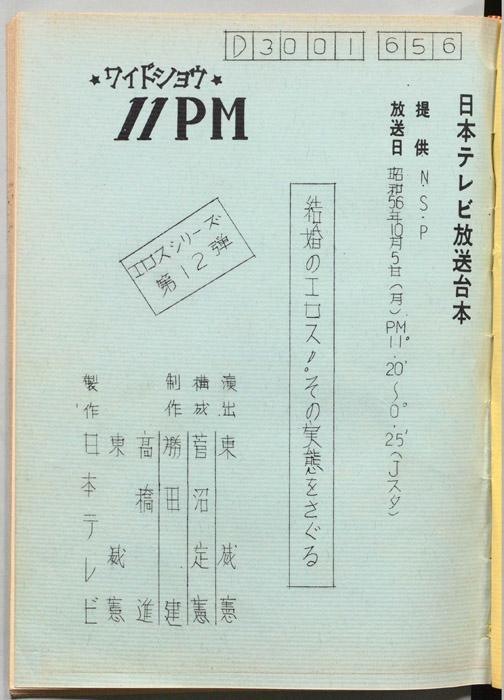 D3001 656
★ワイドショウ★
11PM
日本テレビ放送台本
提供 N.S.P
放送日 昭和56年10月5日(月)PM11°.20'〜0°.25'(Jスタ)
結婚のエロス!。その実態をさぐる
エロスシリーズ
第12弾
演出 東 威憲
構成 菅沼定憲
制作 勝田 建
高橋 進
東 威憲
製作 日本テレビ